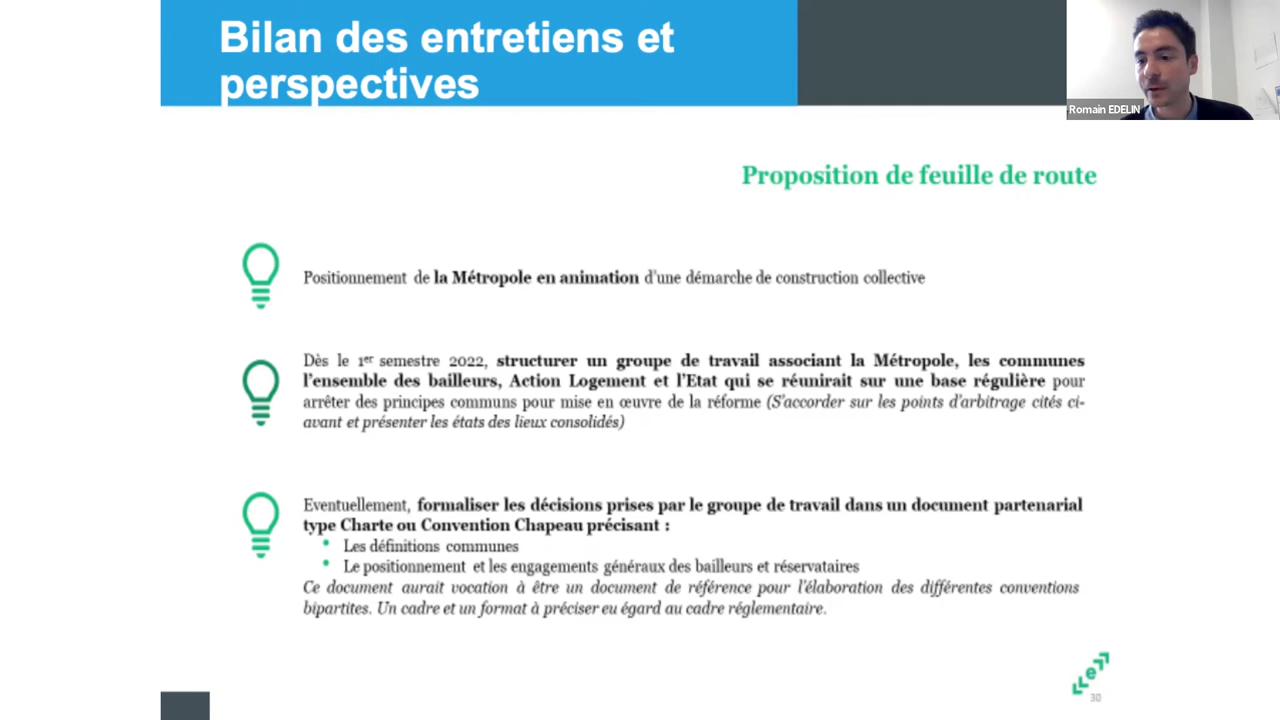 Bilan des entretiens et
perspectives
Romain EDELIN
Proposition de feuille de route
Positionnement de la Métropole en animation d'une démarche de construction collective
Dès le 1er semestre 2022, structurer un groupe de travail associant la Métropole, les communes
l'ensemble des bailleurs, Action Logement et l'Etat qui se réunirait sur une base régulière pour
arrêter des principes communs pour mise en œuvre de la réforme (S'accorder sur les points d'arbitrage cités ci-
avant et présenter les états des lieux consolidés)
Eventuellement, formaliser les décisions prises par le groupe de travail dans un document partenarial
type Charte ou Convention Chapeau précisant :
• Les définitions communes
• Le positionnement et les engagements généraux des bailleurs et réservataires
Ce document aurait vocation à être un document de référence pour l'élaboration des différentes conventions
bipartites. Un cadre et un format à préciser eu égard au cadre réglementaire.
e
30